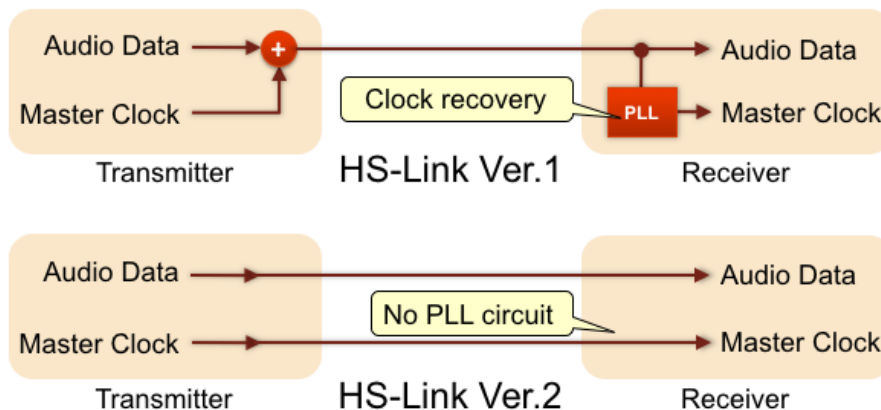 Audio Data
+
Audio Data
Clock recovery
PLL
Master Clock
Master Clock
Transmitter
HS-Link Ver.1
Receiver
Audio Data
Audio Data
No PLL circuit
Master Clock
Master Clock
Transmitter
HS-Link Ver.2
Receiver